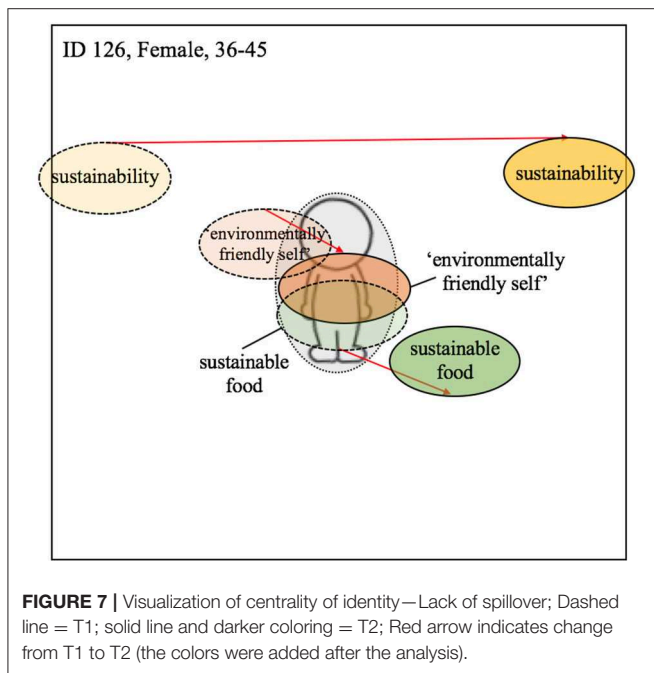 ID 126, Female, 36-45
sustainability
sustainability
'environmentally
friendly self'
'environmentally
friendly self'
sustainable
food
sustainable
food
FIGURE 7 | Visualization of centrality of identity—Lack of spillover; Dashed
line = T1; solid line and darker coloring = T2; Red arrow indicates change
from T1 to T2 (the colors were added after the analysis).